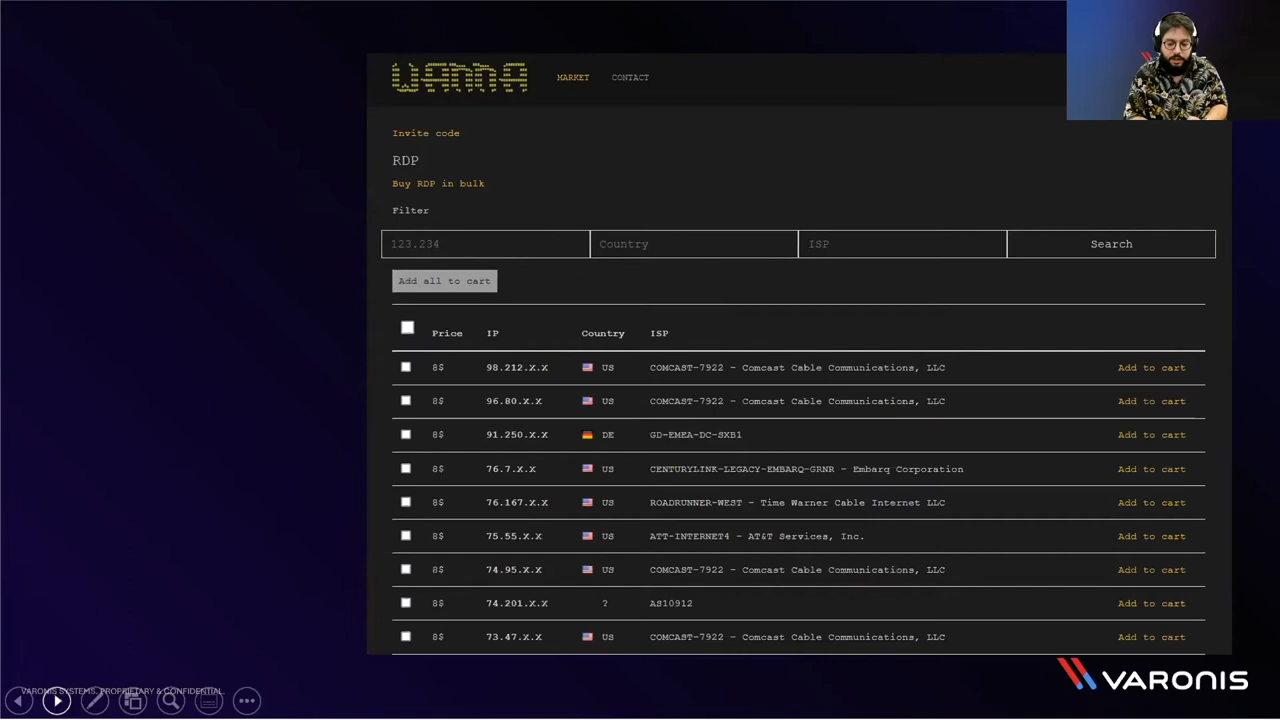 MARKET CONTACT
Invite code
RDP
Buy RDP in bulk
Filter
123.234 Country ISP Search
Add all to cart
Price IP Country ISP
8$ 98.212.X.X US COMCAST-7922 - Comcast Cable Communications, LLC Add to cart
8$ 96.80.X.X US COMCAST-7922 - Comcast Cable Communications, LLC Add to cart
8$ 91.250.X.X DE GD-EMEA-DC-SXB1 Add to cart
8$ 76.7.X.X US CENTURYLINK-LEGACY-EMBARQ-GRNR - Embarq Corporation Add to cart
8$ 76.167.X.X US ROADRUNNER-WEST - Time Warner Cable Internet LLC Add to cart
8$ 75.55.X.X US ATT-INTERNET4 - AT&T Services, Inc. Add to cart
8$ 74.95.X.X US COMCAST-7922 - Comcast Cable Communications, LLC Add to cart
8$ 74.201.X.X ? AS10912 Add to cart
8$ 73.47.X.X US COMCAST-7922 - Comcast Cable Communications, LLC Add to cart
VARONIS
VARONIS SYSTEMS. PROPRIETARY & CONFIDENTIAL.